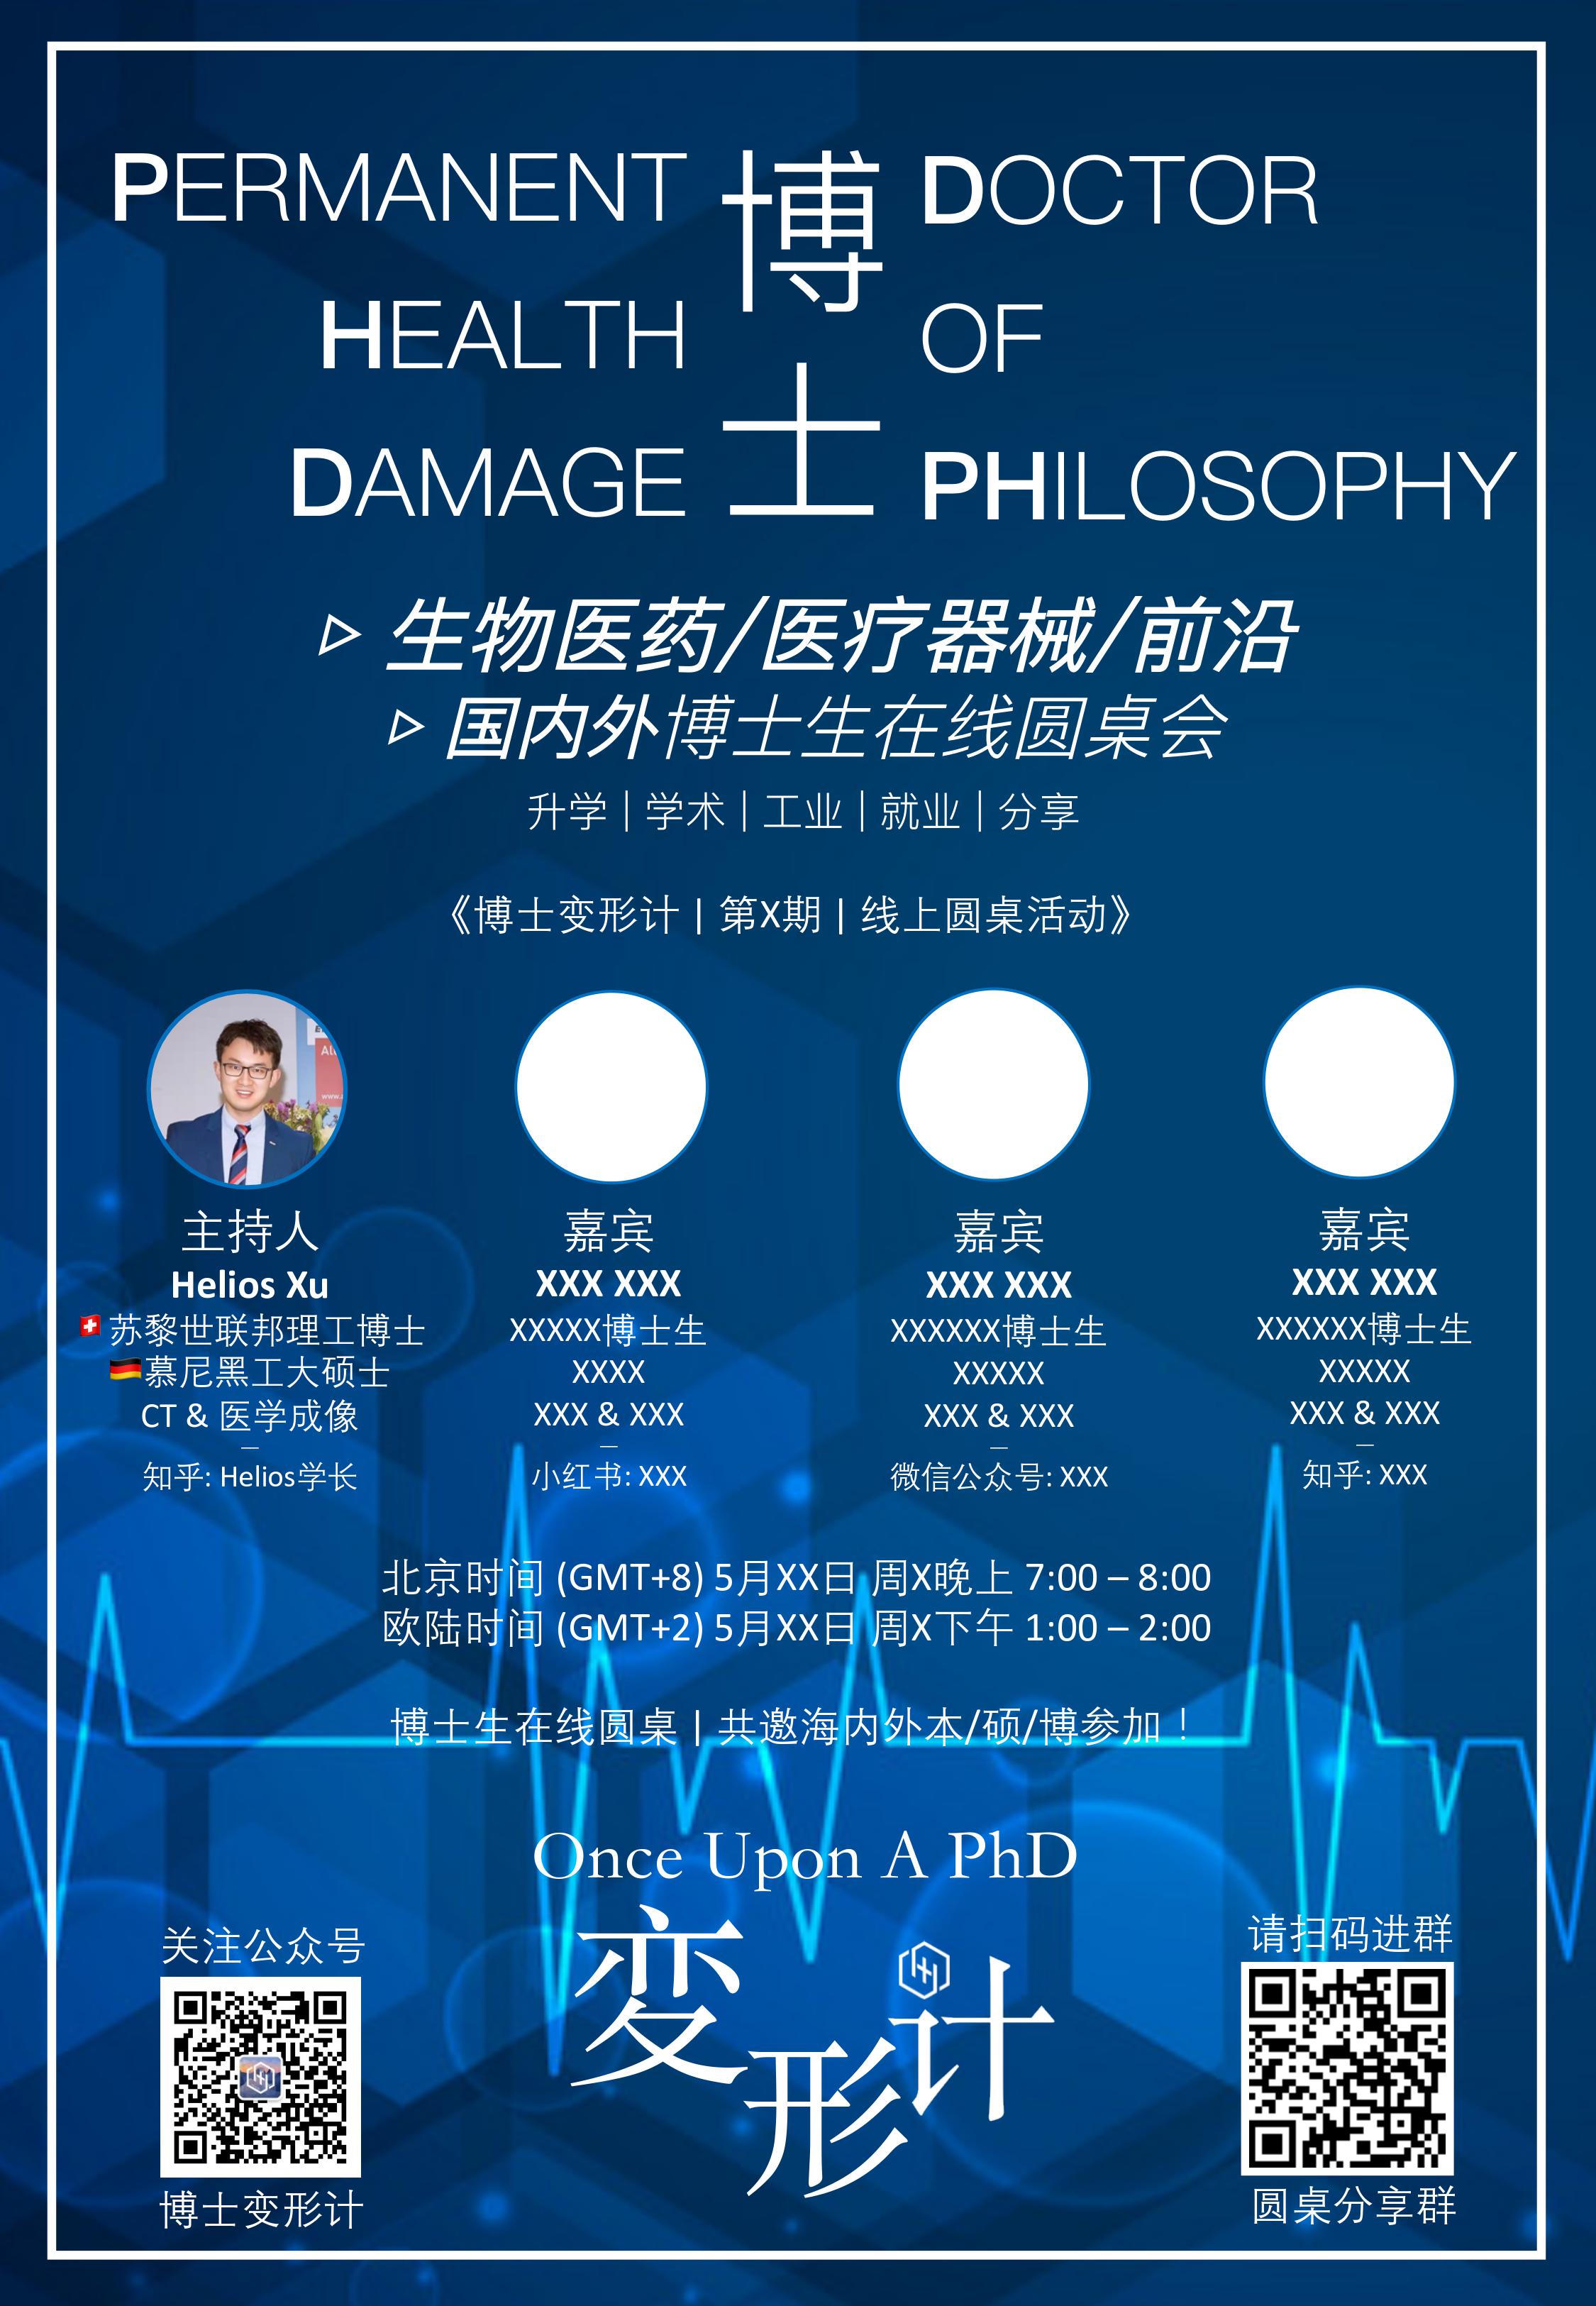 PERMANENT
HEALTH
DAMAGE
博
士
DOCTOR
OF
PHILOSOPHY
生物医药/医疗器械/前沿
国内外博士生在线圆桌会
升学 | 学术 | 工业 | 就业 | 分享
《博士变形计 | 第X期 | 线上圆桌活动》
主持人
Helios Xu
苏黎世联邦理工博士
慕尼黑工大硕士
CT & 医学成像
—
知乎: Helios学长
嘉宾
XXX XXX
XXXXX博士生
XXXX
XXX & XXX
—
小红书: XXX
嘉宾
XXX XXX
XXXXXX博士生
XXXXX
XXX & XXX
—
微信公众号: XXX
嘉宾
XXX XXX
XXXXXX博士生
XXXXX
XXX & XXX
—
知乎: XXX
北京时间 (GMT+8) 5月XX日 周X晚上 7:00 – 8:00
欧陆时间 (GMT+2) 5月XX日 周X下午 1:00 – 2:00
博士生在线圆桌 | 共邀海内外本/硕/博参加！
Once Upon A PhD
変形计
关注公众号
博士变形计
请扫码进群
圆桌分享群